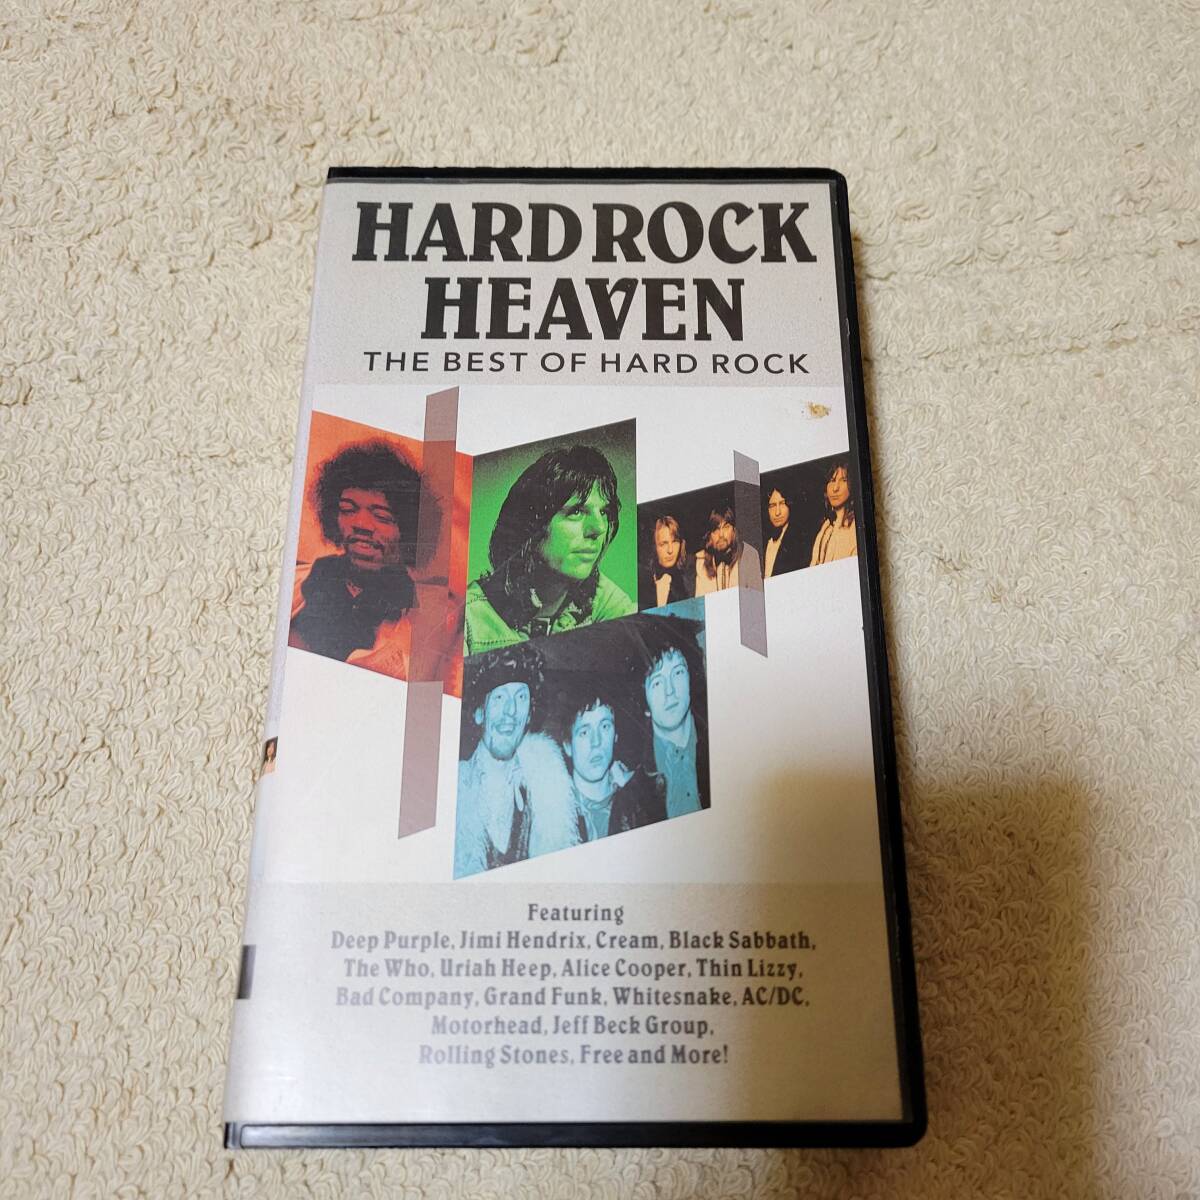 HARD ROCK
HEAVEN
THE BEST OF HARD ROCK
Featuring
Deep Purple, Jimi Hendrix, Cream, Black Sabbath,
The Who, Uriah Heep, Alice Cooper, Thin Lizzy,
Bad Company, Grand Funk, Whitesnake, AC/DC,
Motorhead, Jeff Beck Group,
Rolling Stones, Free and More!